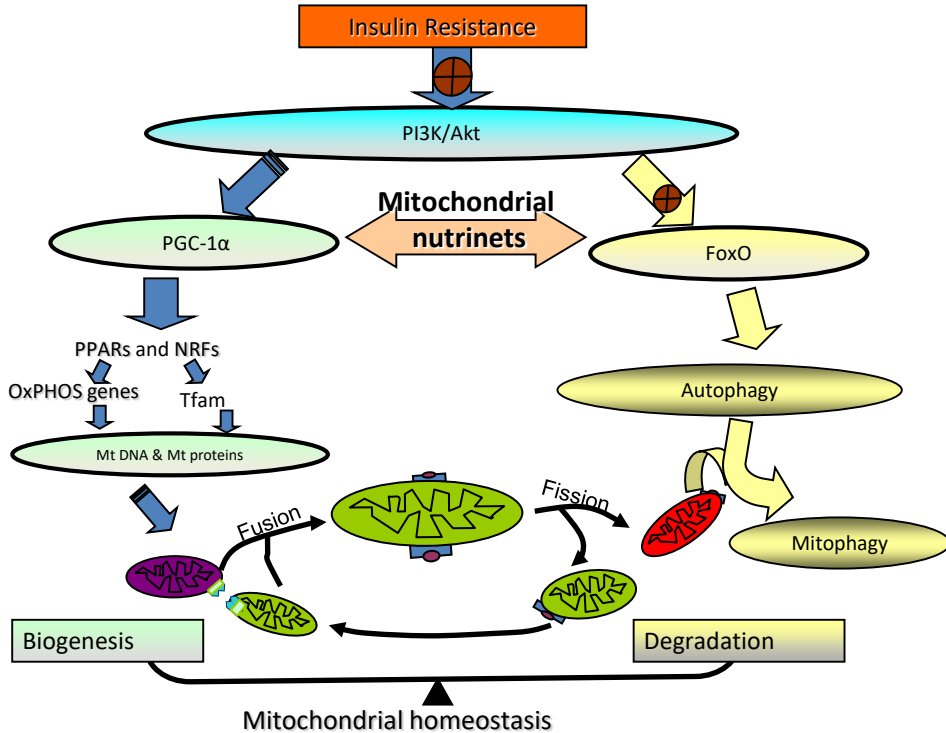 Insulin Resistance
PI3K/Akt
Mitochondrial
nutrinets
PGC-1α
FoxO
PPARs and NRFs
OxPHOS genes
Tfam
Autophagy
Mt DNA & Mt proteins
Fusion
Fission
Mitophagy
Biogenesis
Degradation
Mitochondrial homeostasis